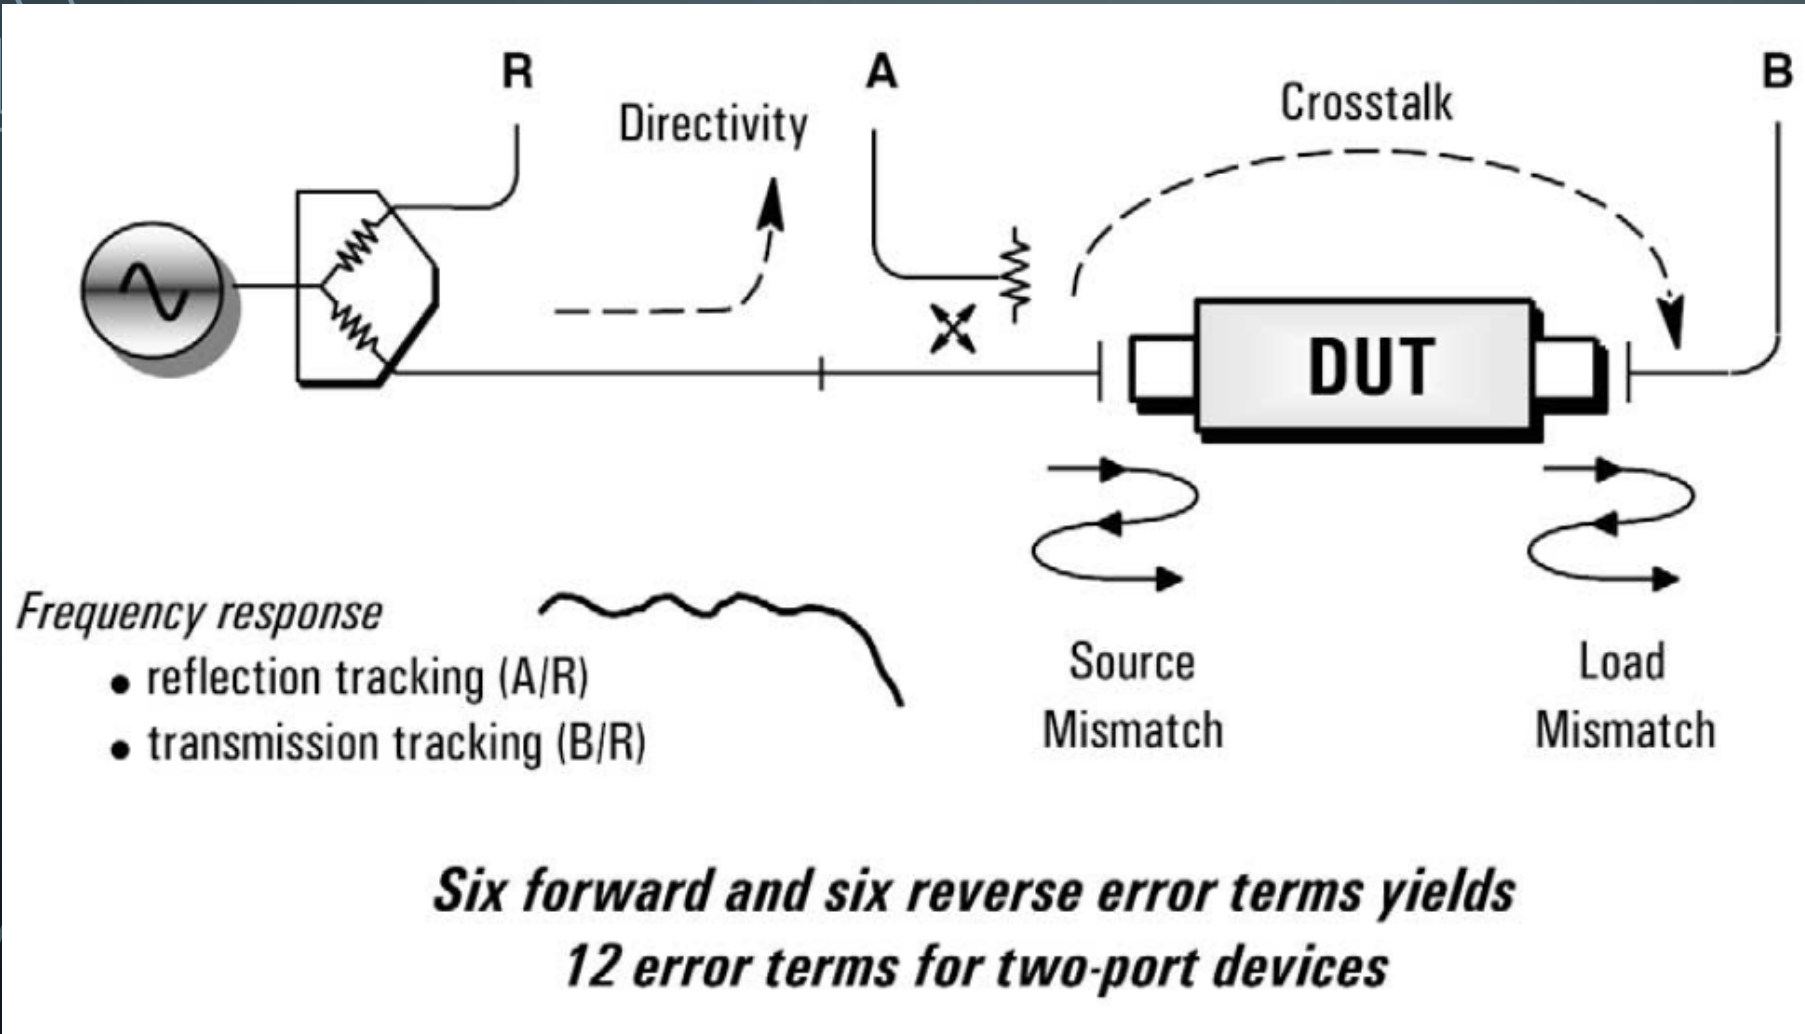 R
A
B
Directivity
Crosstalk
DUT
Frequency response
• reflection tracking (A/R)
• transmission tracking (B/R)
Source
Mismatch
Load
Mismatch
Six forward and six reverse error terms yields
12 error terms for two-port devices